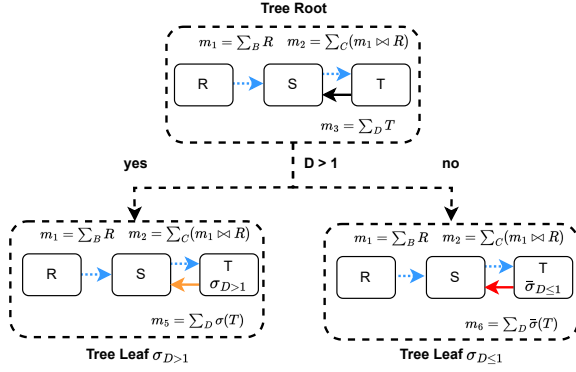 Tree Root
m₁ = ∑_B R m₂ = ∑_C(m₁ ⋈ R)
R S T
m₃ = ∑_D T
yes D > 1 no
m₁ = ∑_B R m₂ = ∑_C(m₁ ⋈ R)
R S T
σ_{D>1}
m₅ = ∑_D σ(T)
Tree Leaf σ_{D>1}
m₁ = ∑_B R m₂ = ∑_C(m₁ ⋈ R)
R S T
σ̄_{D≤1}
m₆ = ∑_D σ̄(T)
Tree Leaf σ_{D≤1}